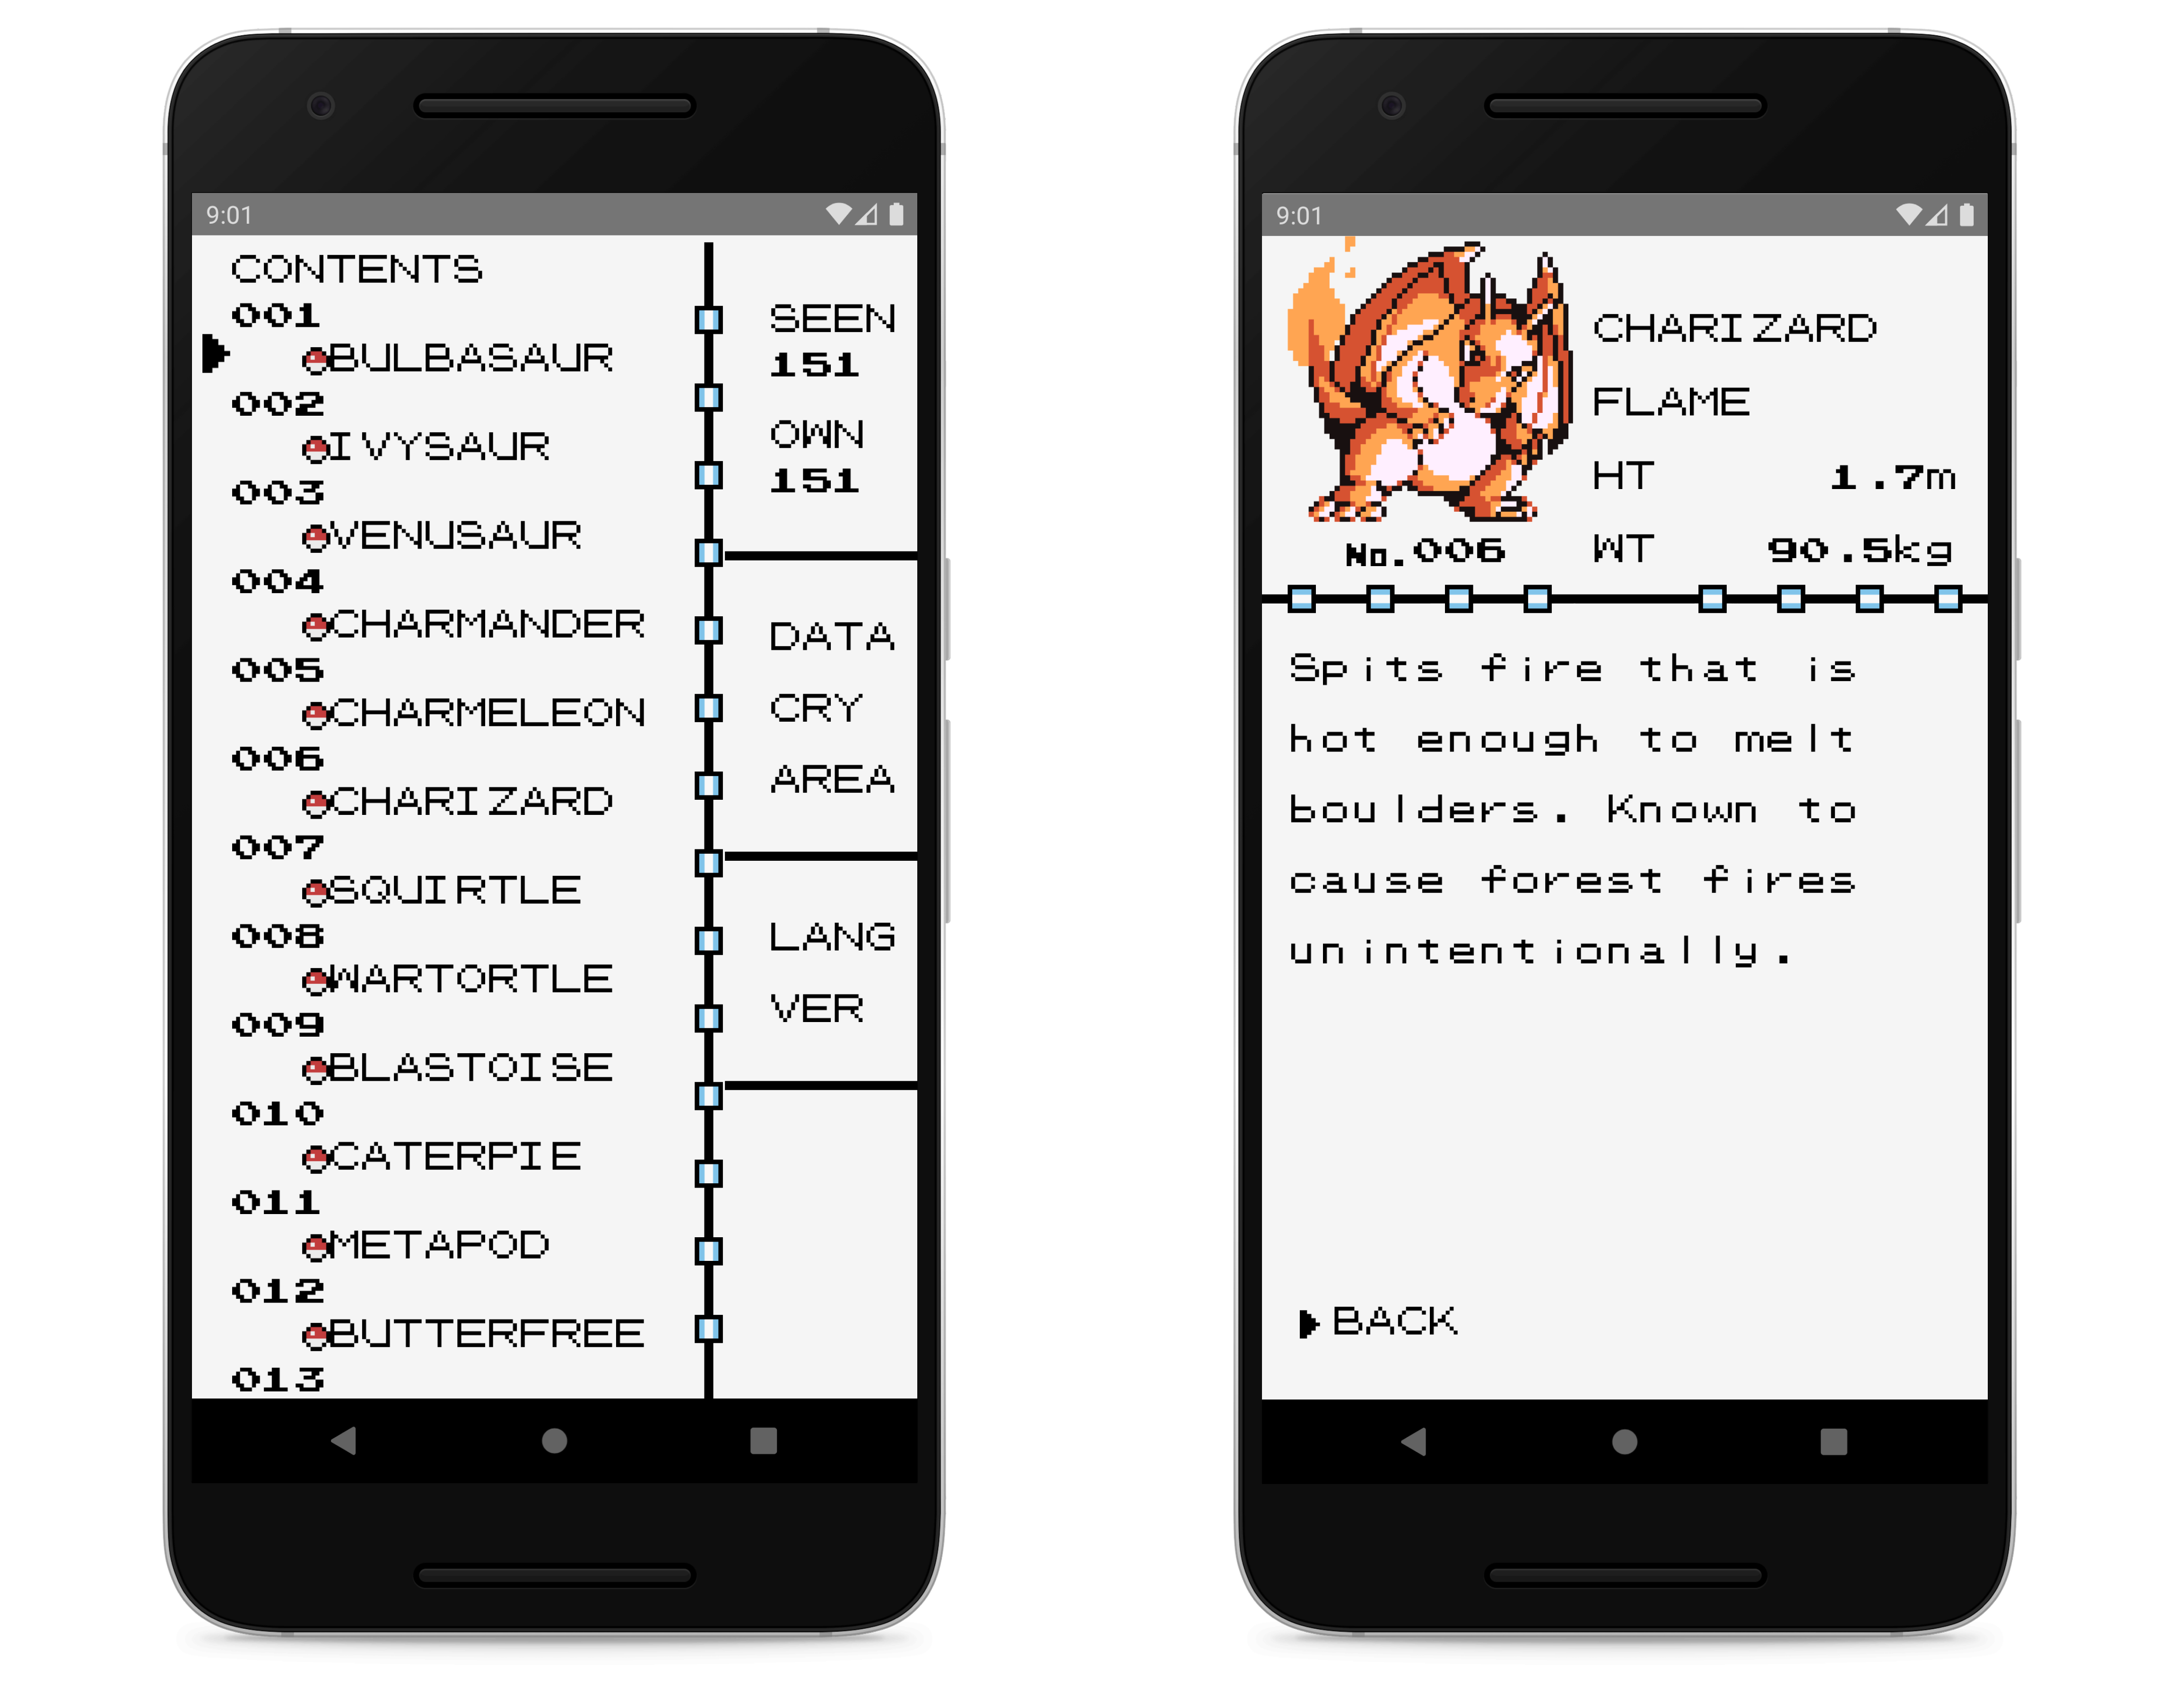 9:01
CONTENTS
001
BULBASAUR
002
IVYSAUR
003
VENUSAUR
004
CHARMANDER
005
CHARMELEON
006
CHARIZARD
007
SQUIRTLE
008
WARTORTLE
009
BLASTOISE
010
CATERPIE
011
METAPOD
012
BUTTERFREE
013
SEEN
151
OWN
151
DATA
CRY
AREA
LANG
VER
9:01
CHARIZARD
FLAME
HT 1.7m
WT 90.5kg
No.006
Spits fire that is
hot enough to melt
boulders. Known to
cause forest fires
unintentionally.
BACK